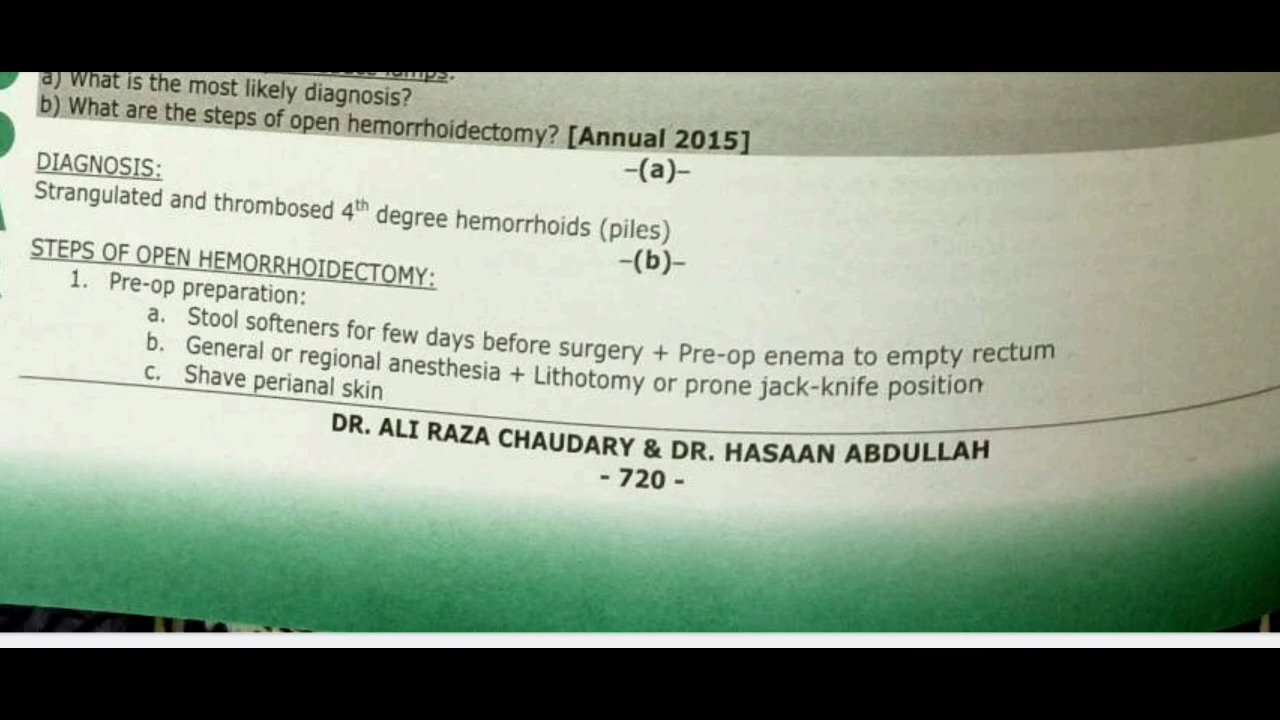 a) What is the most likely diagnosis?
b) What are the steps of open hemorrhoidectomy? [Annual 2015]
–(a)–
DIAGNOSIS:
Strangulated and thrombosed 4th degree hemorrhoids (piles)
–(b)–
STEPS OF OPEN HEMORRHOIDECTOMY:
1. Pre-op preparation:
a. Stool softeners for few days before surgery + Pre-op enema to empty rectum
b. General or regional anesthesia + Lithotomy or prone jack-knife position
c. Shave perianal skin
DR. ALI RAZA CHAUDARY & DR. HASAAN ABDULLAH
- 720 -